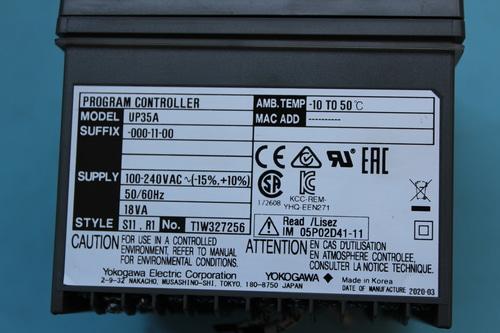 PROGRAM CONTROLLER
MODEL UP35A
SUFFIX -000-11-00
SUPPLY 100-240VAC ~(-15%,+10%)
50/60Hz
18VA
STYLE S11 , R1 No. T1W327256
AMB.TEMP -10 TO 50℃
MAC ADD ----------
CE
RU
EAC
SA
1/2608
KCC-REM-
YHQ-EEN271
Read /Lisez
IM 05P02D41-11
CAUTION FOR USE IN A CONTROLLED
ENVIRONMENT. REFER TO MANUAL
FOR ENVIRONMENTAL CONDITIONS.
ATTENTION EN CAS D'UTILISATION
EN ATMOSPHERE CONTROLEE,
CONSULTER LA NOTICE TECHNIQUE.
Yokogawa Electric Corporation
2-9-32 NAKACHO, MUSASHINO-SHI, TOKYO, 180-8750 JAPAN
YOKOGAWA
Made in Korea
DATE OF MANUFACTURE 2020-03